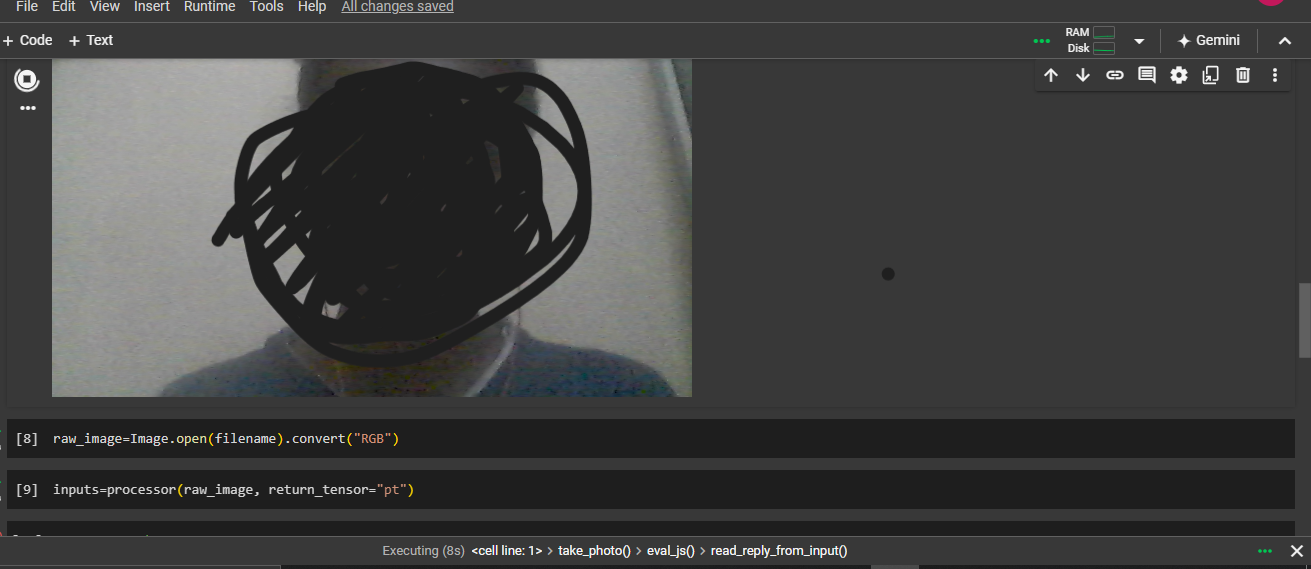 File Edit View Insert Runtime Tools Help All changes saved
+ Code + Text
RAM
Disk
Gemini
[8] raw_image=Image.open(filename).convert("RGB")
[9] inputs=processor(raw_image, return_tensor="pt")
Executing (8s) <cell line: 1> > take_photo() > eval_js() > read_reply_from_input()